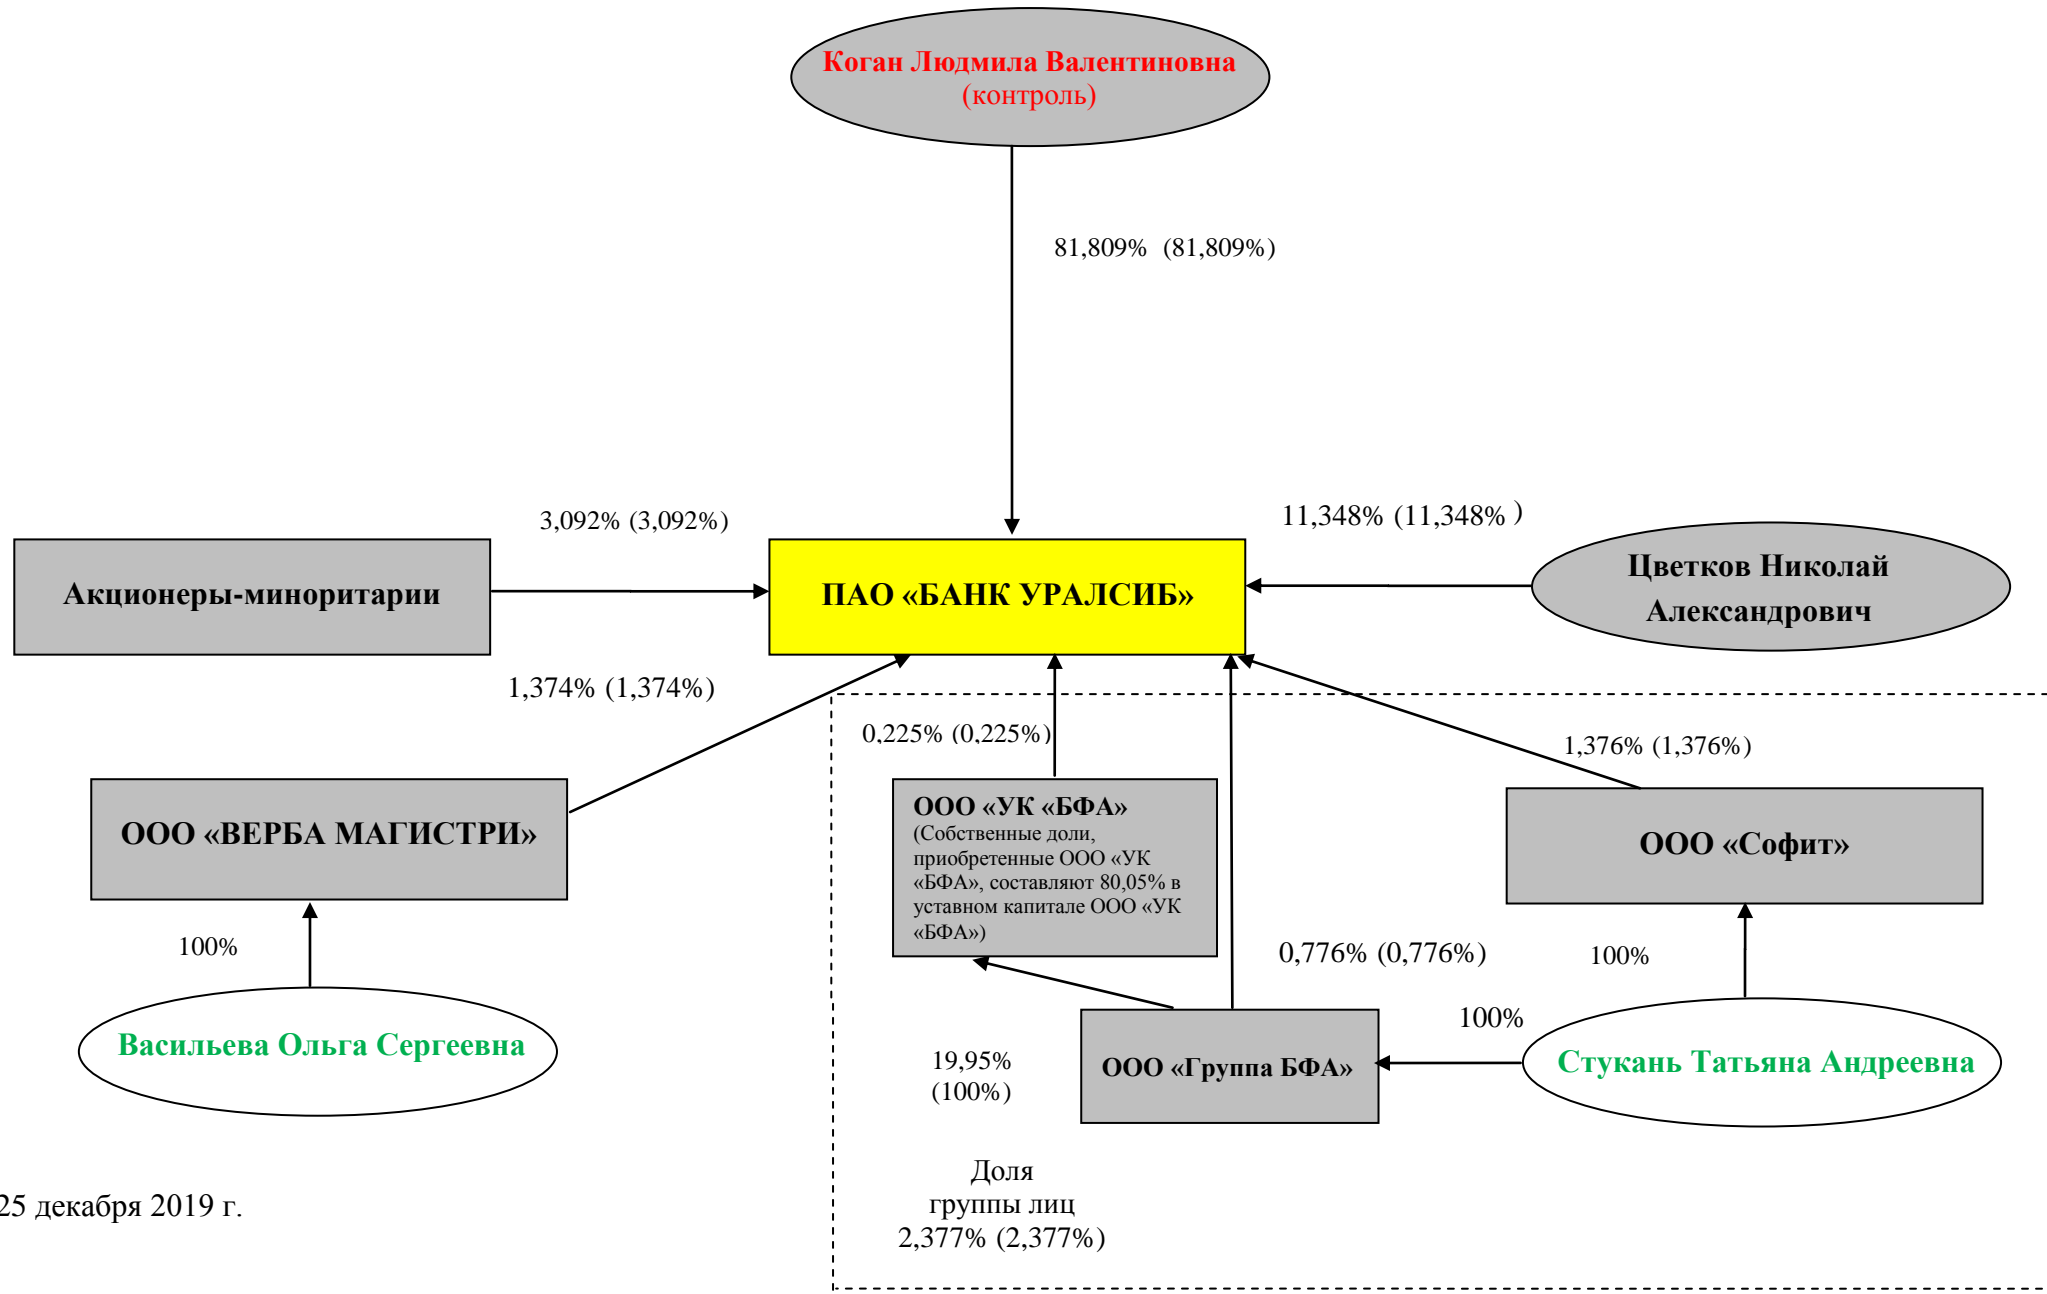 Коган Людмила Валентиновна
(контроль)
81,809% (81,809%)
3,092% (3,092%)
11,348% (11,348% )
Акционеры-миноритарии
ПАО «БАНК УРАЛСИБ»
Цветков Николай
Александрович
1,374% (1,374%)
0,225% (0,225%)
1,376% (1,376%)
ООО «ВЕРБА МАГИСТРИ»
ООО «УК «БФА»
(Собственные доли,
приобретенные ООО «УК
«БФА», составляют 80,05% в
уставном капитале ООО «УК
«БФА»)
ООО «Софит»
100%
0,776% (0,776%)
100%
Васильева Ольга Сергеевна
19,95%
(100%)
ООО «Группа БФА»
100%
Стукань Татьяна Андреевна
Доля
группы лиц
2,377% (2,377%)
25 декабря 2019 г.